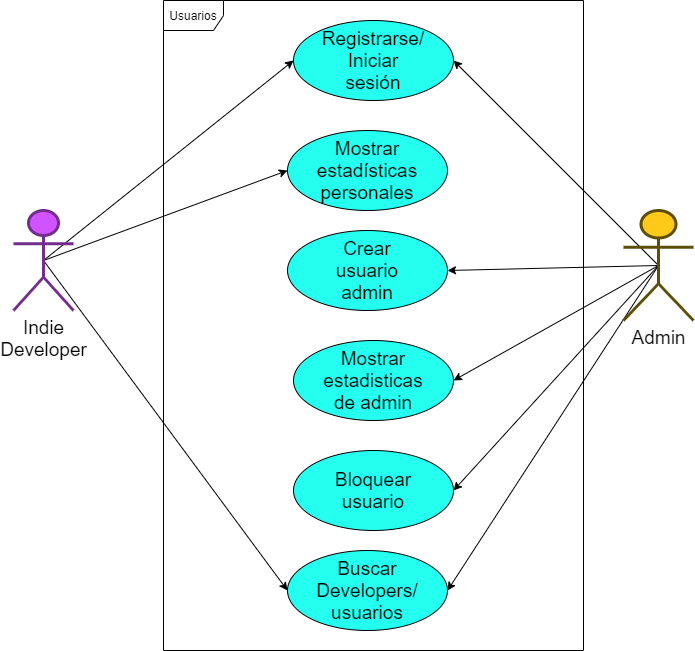 Usuarios
Registrarse/
Iniciar
sesión
Mostrar
estadísticas
personales
Crear
usuario
admin
Indie
Developer
Admin
Mostrar
estadisticas
de admin
Bloquear
usuario
Buscar
Developers/
usuarios